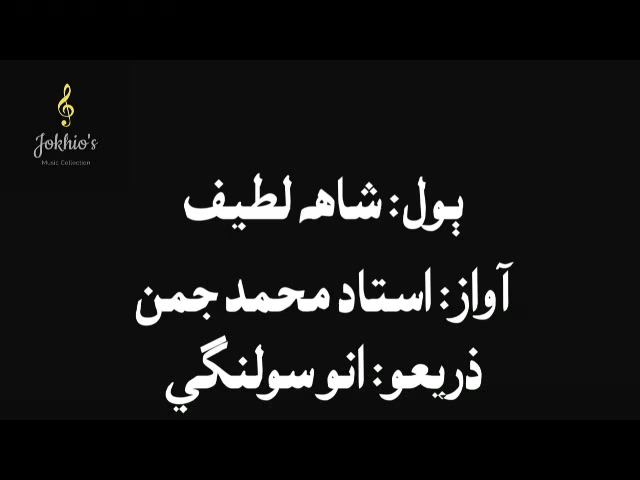 Jokhio's
Music Collection
ٻول: شاهه لطيف
آواز: استاد محمد جمن
ذريعو: انو سولنگي